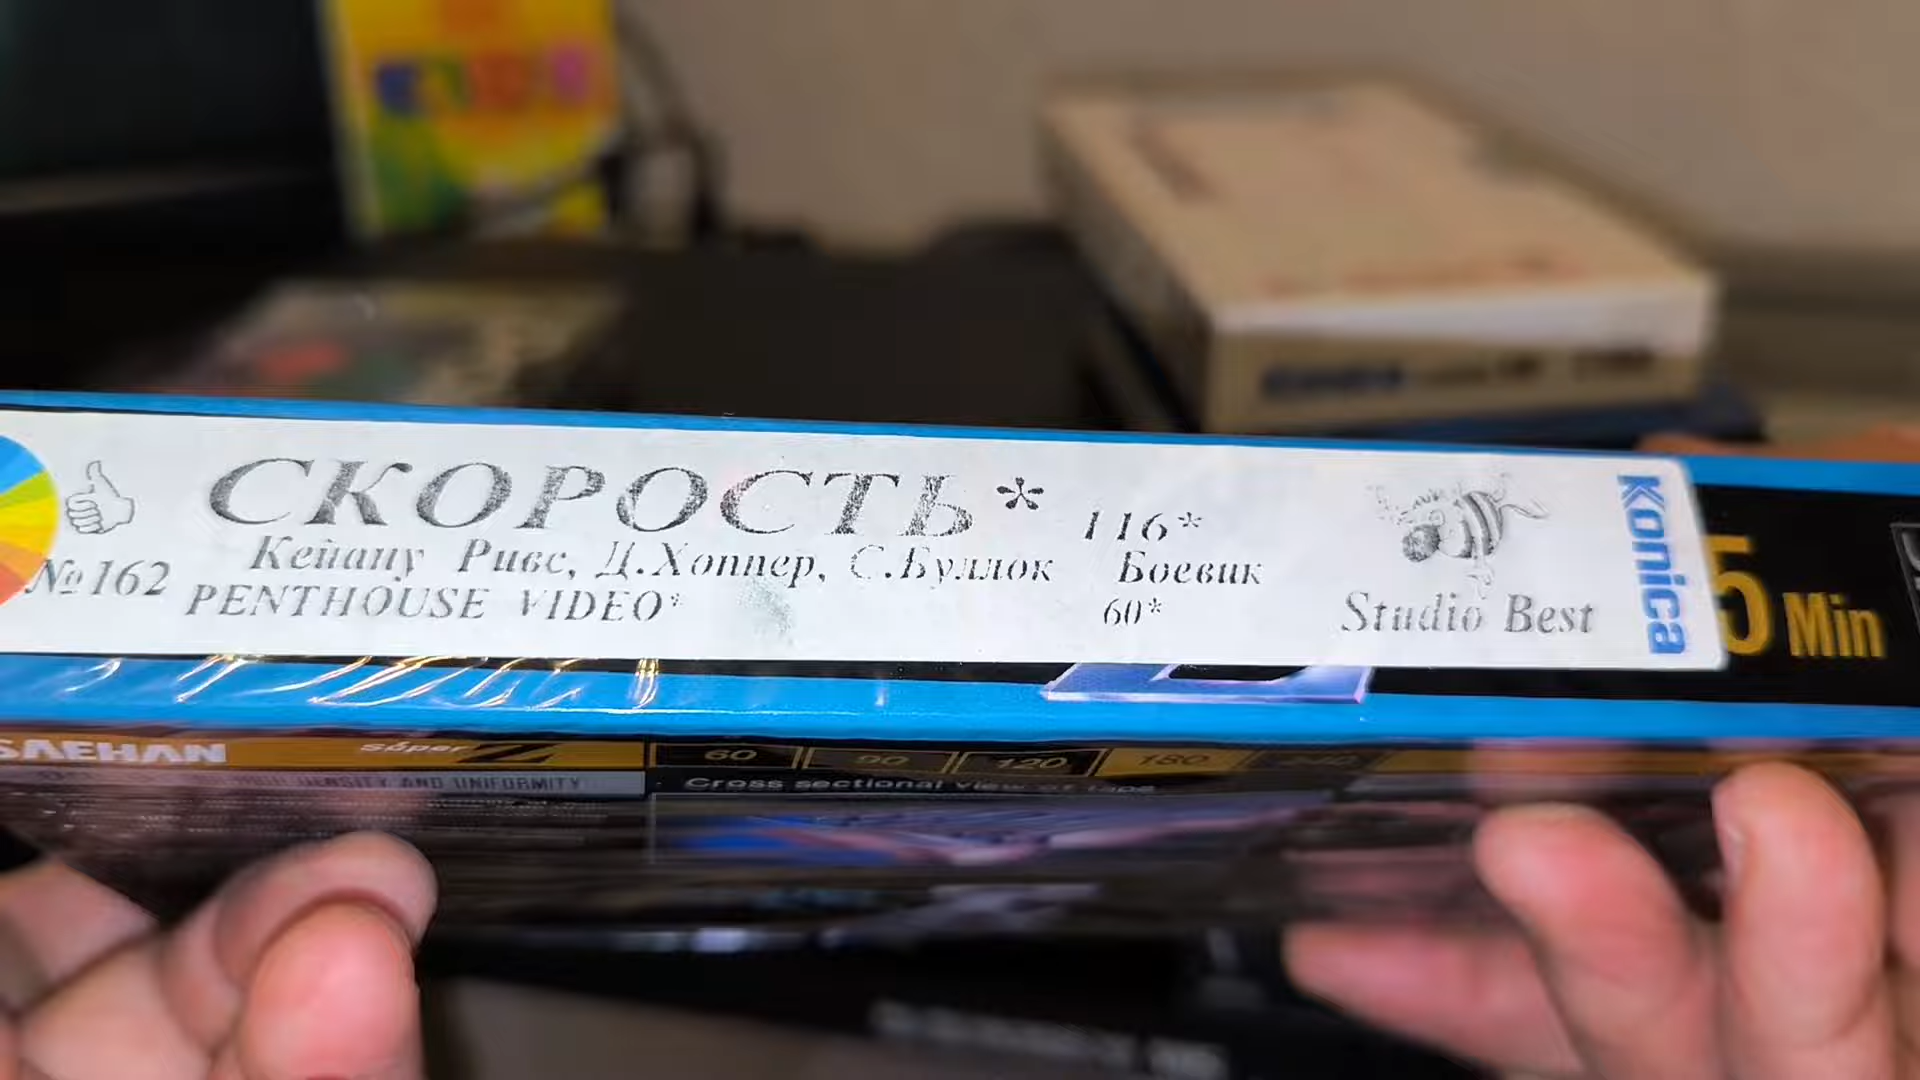 СКОРОСТЬ* 116*
Кейану Ривс, Д.Хоппер, С.Буллок Боевик
№162 PENTHOUSE VIDEO* 60*
Studio Best
Konica
5 Min
SAEHAN super Z 60 90 120 180 240
HIGH DENSITY AND UNIFORMITY
Cross sectional view of tape